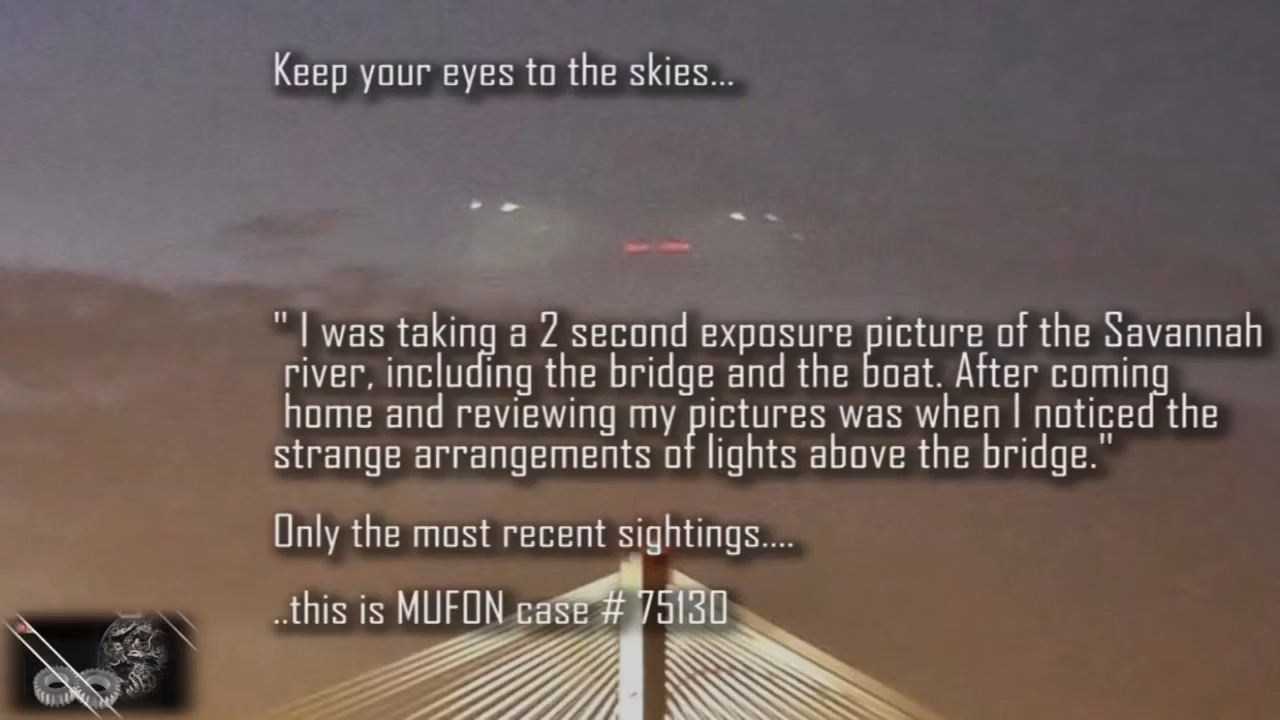 Keep your eyes to the skies...
" I was taking a 2 second exposure picture of the Savannah
river, including the bridge and the boat. After coming
home and reviewing my pictures was when I noticed the
strange arrangements of lights above the bridge."
Only the most recent sightings....
..this is MUFON case # 75130